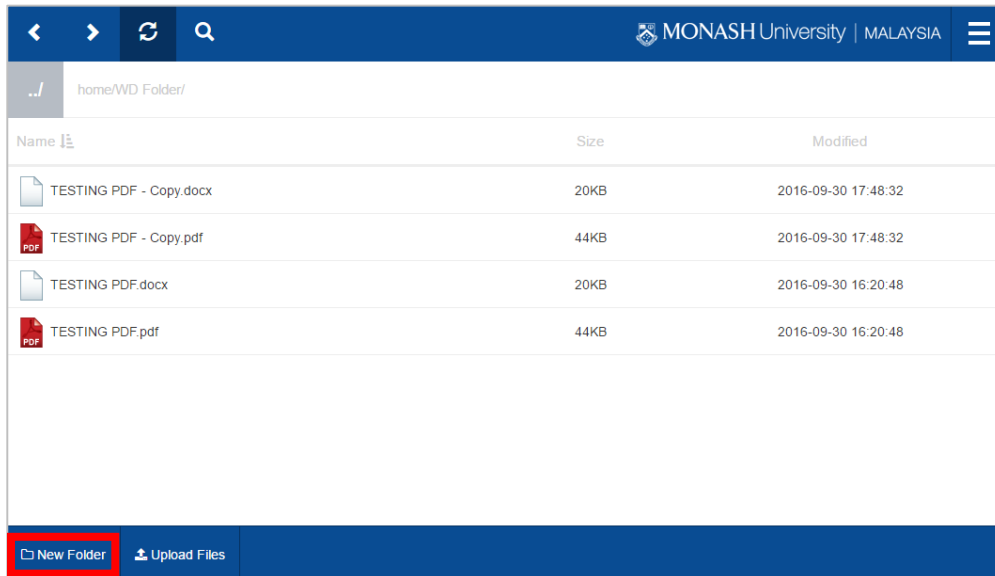 MONASH University | MALAYSIA
../ home/WD Folder/
Name Size Modified
TESTING PDF - Copy.docx 20KB 2016-09-30 17:48:32
PDF TESTING PDF - Copy.pdf 44KB 2016-09-30 17:48:32
TESTING PDF.docx 20KB 2016-09-30 16:20:48
PDF TESTING PDF.pdf 44KB 2016-09-30 16:20:48
New Folder Upload Files